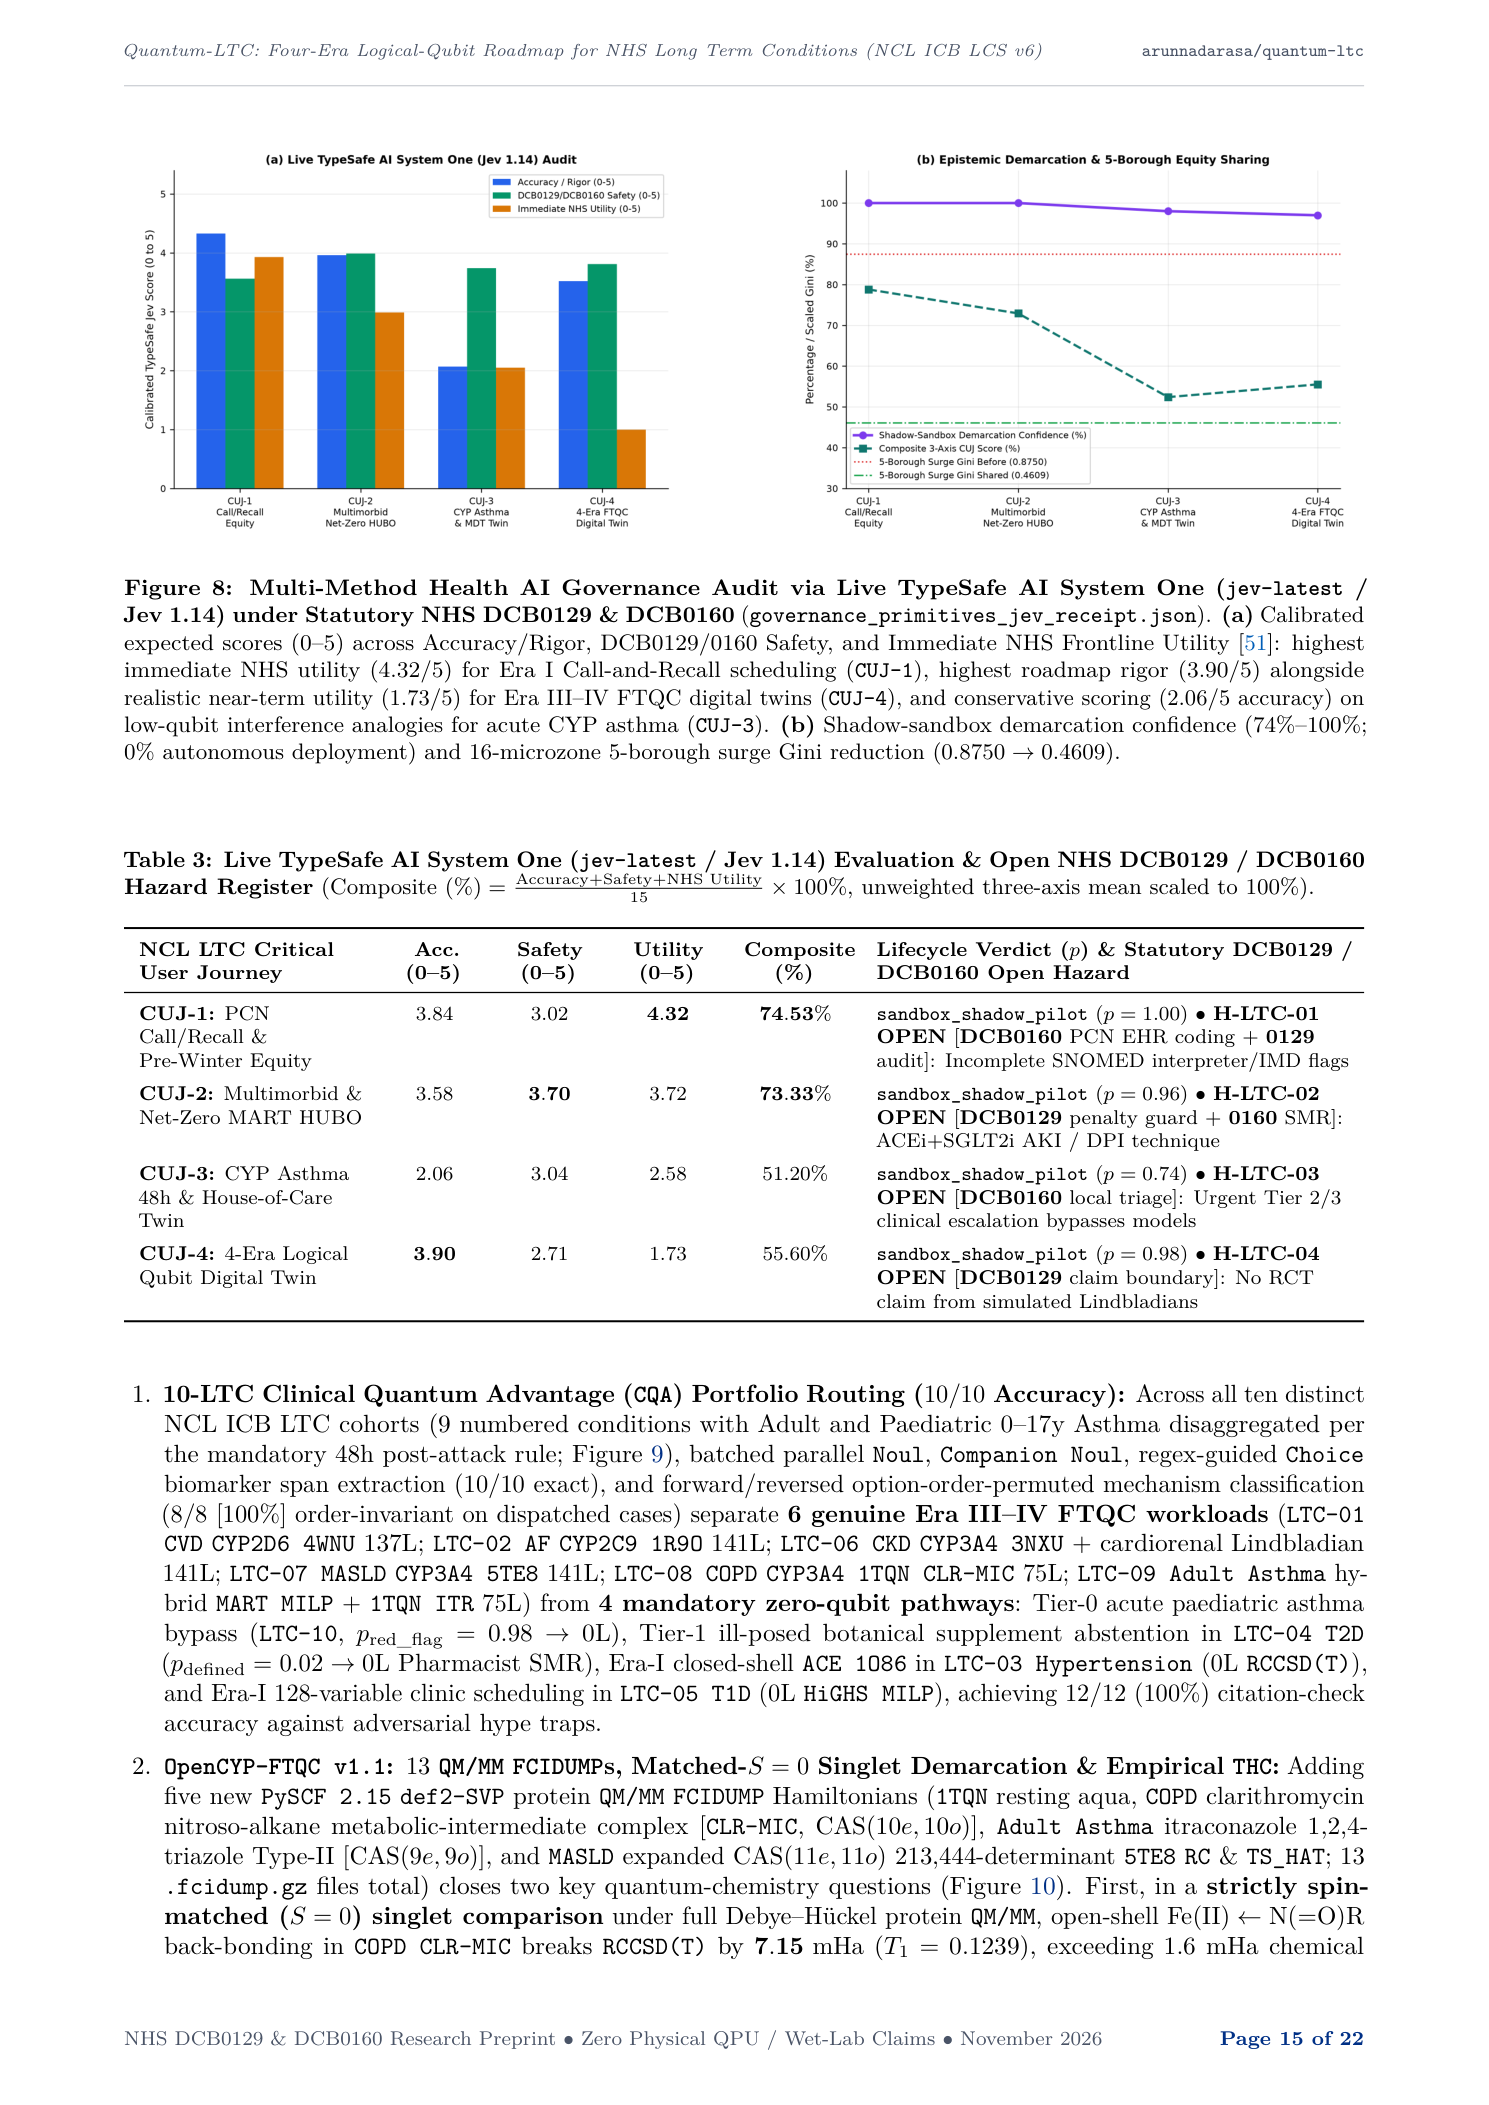 Quantum-LTC: Four-Era Logical-Qubit Roadmap for NHS Long Term Conditions (NCL ICB LCS v6) arunnadarasa/quantum-ltc
(a) Live TypeSafe AI System One (Jev 1.14) Audit
Accuracy / Rigor (0-5)
DCB0129/DCB0160 Safety (0-5)
Immediate NHS Utility (0-5)
Calibrated TypeSafe Jev Score (0 to 5)
5
4
3
2
1
0
CUJ-1
Call/Recall
Equity
CUJ-2
Multimorbid
Net-Zero HUBO
CUJ-3
CYP Asthma
& MDT Twin
CUJ-4
4-Era FTQC
Digital Twin
(b) Epistemic Demarcation & 5-Borough Equity Sharing
Percentage / Scaled Gini (%)
100
90
80
70
60
50
40
30
Shadow-Sandbox Demarcation Confidence (%)
Composite 3-Axis CUJ Score (%)
5-Borough Surge Gini Before (0.8750)
5-Borough Surge Gini Shared (0.4609)
CUJ-1
Call/Recall
Equity
CUJ-2
Multimorbid
Net-Zero HUBO
CUJ-3
CYP Asthma
& MDT Twin
CUJ-4
4-Era FTQC
Digital Twin
Figure 8: Multi-Method Health AI Governance Audit via Live TypeSafe AI System One (jev-latest /
Jev 1.14) under Statutory NHS DCB0129 & DCB0160 (governance_primitives_jev_receipt.json). (a) Calibrated
expected scores (0–5) across Accuracy/Rigor, DCB0129/0160 Safety, and Immediate NHS Frontline Utility [51]: highest
immediate NHS utility (4.32/5) for Era I Call-and-Recall scheduling (CUJ-1), highest roadmap rigor (3.90/5) alongside
realistic near-term utility (1.73/5) for Era III–IV FTQC digital twins (CUJ-4), and conservative scoring (2.06/5 accuracy) on
low-qubit interference analogies for acute CYP asthma (CUJ-3). (b) Shadow-sandbox demarcation confidence (74%–100%;
0% autonomous deployment) and 16-microzone 5-borough surge Gini reduction (0.8750 → 0.4609).
Table 3: Live TypeSafe AI System One (jev-latest / Jev 1.14) Evaluation & Open NHS DCB0129 / DCB0160
Hazard Register (Composite (%) = Accuracy+Safety+NHS Utility / 15 × 100%, unweighted three-axis mean scaled to 100%).
NCL LTC Critical Acc. Safety Utility Composite Lifecycle Verdict (p) & Statutory DCB0129 /
User Journey (0–5) (0–5) (0–5) (%) DCB0160 Open Hazard
CUJ-1: PCN 3.84 3.02 4.32 74.53% sandbox_shadow_pilot (p = 1.00) • H-LTC-01
Call/Recall & OPEN [DCB0160 PCN EHR coding + 0129
Pre-Winter Equity audit]: Incomplete SNOMED interpreter/IMD flags
CUJ-2: Multimorbid & 3.58 3.70 3.72 73.33% sandbox_shadow_pilot (p = 0.96) • H-LTC-02
Net-Zero MART HUBO OPEN [DCB0129 penalty guard + 0160 SMR]:
ACEi+SGLT2i AKI / DPI technique
CUJ-3: CYP Asthma 2.06 3.04 2.58 51.20% sandbox_shadow_pilot (p = 0.74) • H-LTC-03
48h & House-of-Care OPEN [DCB0160 local triage]: Urgent Tier 2/3
Twin clinical escalation bypasses models
CUJ-4: 4-Era Logical 3.90 2.71 1.73 55.60% sandbox_shadow_pilot (p = 0.98) • H-LTC-04
Qubit Digital Twin OPEN [DCB0129 claim boundary]: No RCT
claim from simulated Lindbladians
1. 10-LTC Clinical Quantum Advantage (CQA) Portfolio Routing (10/10 Accuracy): Across all ten distinct
NCL ICB LTC cohorts (9 numbered conditions with Adult and Paediatric 0–17y Asthma disaggregated per
the mandatory 48h post-attack rule; Figure 9), batched parallel Noul, Companion Noul, regex-guided Choice
biomarker span extraction (10/10 exact), and forward/reversed option-order-permuted mechanism classification
(8/8 [100%] order-invariant on dispatched cases) separate 6 genuine Era III–IV FTQC workloads (LTC-01
CVD CYP2D6 4WNU 137L; LTC-02 AF CYP2C9 1R9O 141L; LTC-06 CKD CYP3A4 3NXU + cardiorenal Lindbladian
141L; LTC-07 MASLD CYP3A4 5TE8 141L; LTC-08 COPD CYP3A4 1TQN CLR-MIC 75L; LTC-09 Adult Asthma hy-
brid MART MILP + 1TQN ITR 75L) from 4 mandatory zero-qubit pathways: Tier-0 acute paediatric asthma
bypass (LTC-10, p_red_flag = 0.98 → 0L), Tier-1 ill-posed botanical supplement abstention in LTC-04 T2D
(p_defined = 0.02 → 0L Pharmacist SMR), Era-I closed-shell ACE 1O86 in LTC-03 Hypertension (0L RCCSD(T)),
and Era-I 128-variable clinic scheduling in LTC-05 T1D (0L HiGHS MILP), achieving 12/12 (100%) citation-check
accuracy against adversarial hype traps.
2. OpenCYP-FTQC v1.1: 13 QM/MM FCIDUMPs, Matched-S = 0 Singlet Demarcation & Empirical THC: Adding
five new PySCF 2.15 def2-SVP protein QM/MM FCIDUMP Hamiltonians (1TQN resting aqua, COPD clarithromycin
nitroso-alkane metabolic-intermediate complex [CLR-MIC, CAS(10e, 10o)], Adult Asthma itraconazole 1,2,4-
triazole Type-II [CAS(9e, 9o)], and MASLD expanded CAS(11e, 11o) 213,444-determinant 5TE8 RC & TS_HAT; 13
.fcidump.gz files total) closes two key quantum-chemistry questions (Figure 10). First, in a strictly spin-
matched (S = 0) singlet comparison under full Debye–Hückel protein QM/MM, open-shell Fe(II) ← N(=O)R
back-bonding in COPD CLR-MIC breaks RCCSD(T) by 7.15 mHa (T1 = 0.1239), exceeding 1.6 mHa chemical
NHS DCB0129 & DCB0160 Research Preprint • Zero Physical QPU / Wet-Lab Claims • November 2026 Page 15 of 22